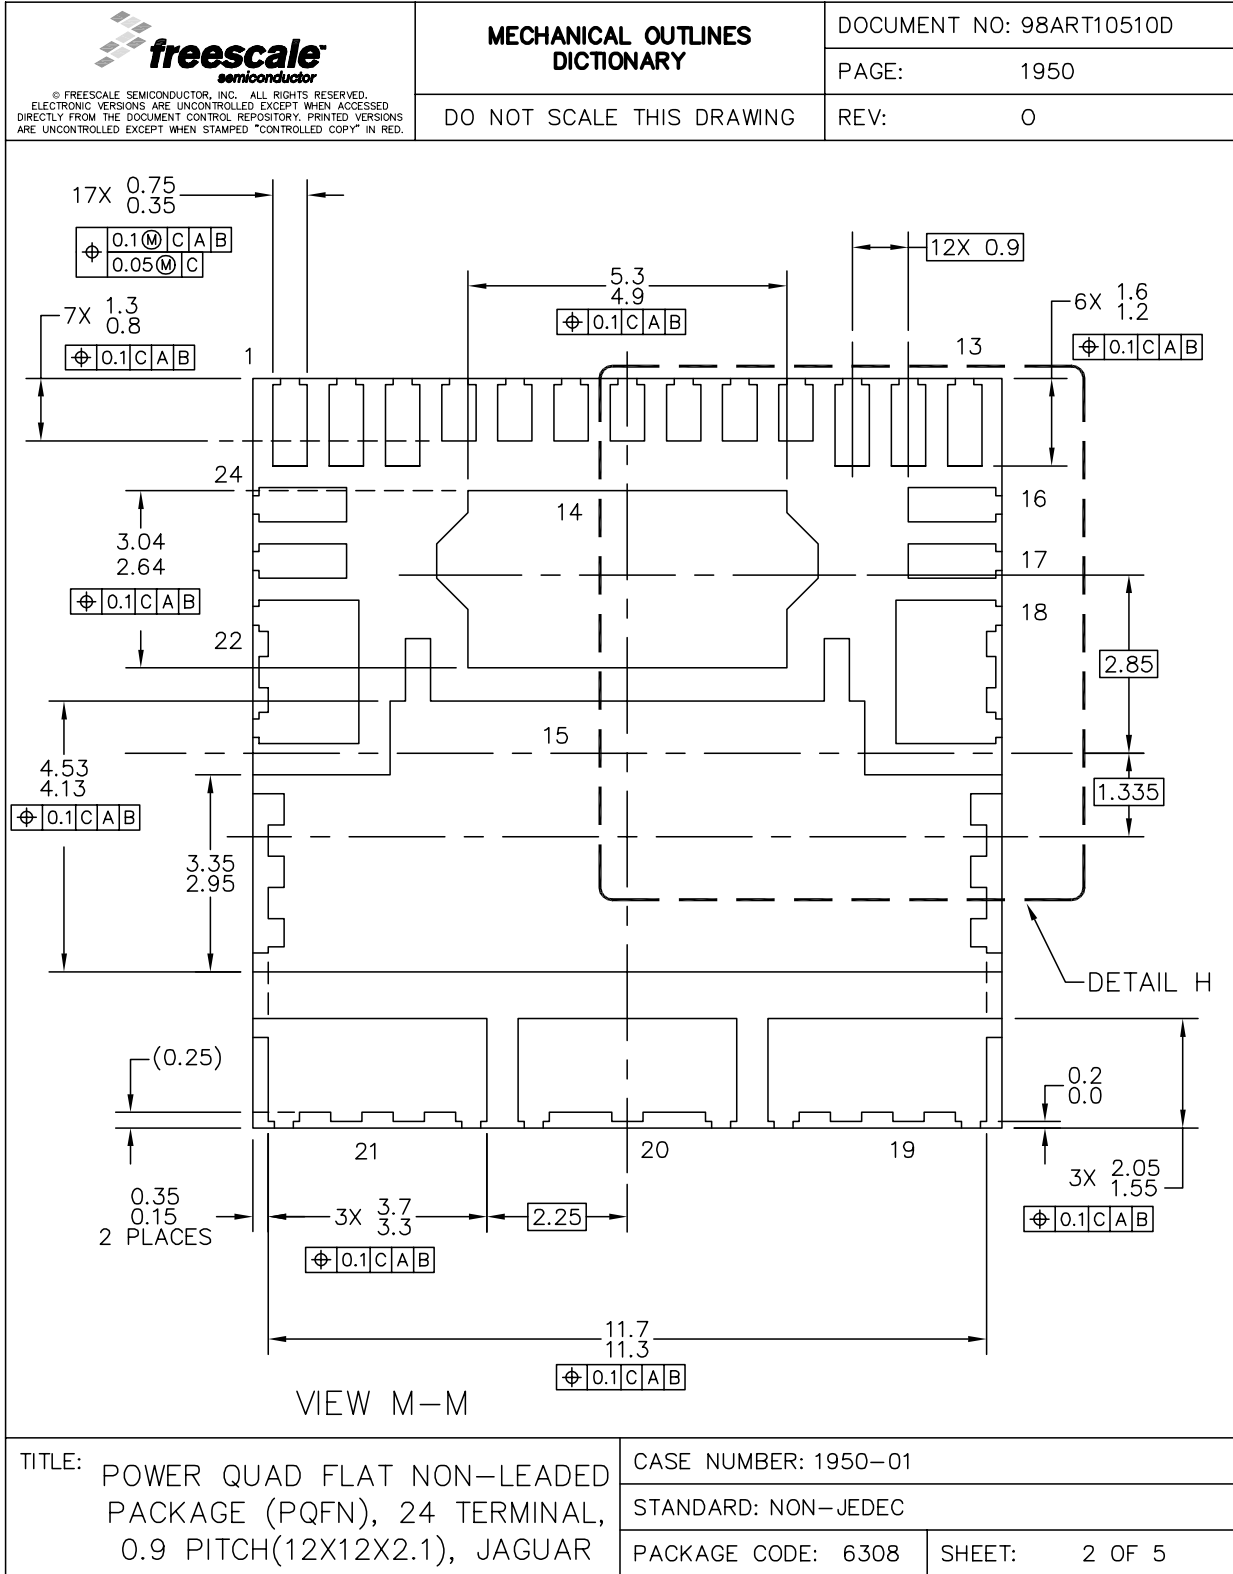 freescale™
semiconductor
© FREESCALE SEMICONDUCTOR, INC. ALL RIGHTS RESERVED.
ELECTRONIC VERSIONS ARE UNCONTROLLED EXCEPT WHEN ACCESSED
DIRECTLY FROM THE DOCUMENT CONTROL REPOSITORY. PRINTED VERSIONS
ARE UNCONTROLLED EXCEPT WHEN STAMPED "CONTROLLED COPY" IN RED.
MECHANICAL OUTLINES
DICTIONARY
DO NOT SCALE THIS DRAWING
DOCUMENT NO: 98ART10510D
PAGE: 1950
REV: O
17X 0.75
0.35
⌖ 0.1Ⓜ C A B
0.05Ⓜ C
12X 0.9
5.3
4.9
⌖ 0.1 C A B
7X 1.3
0.8
⌖ 0.1 C A B
6X 1.6
1.2
⌖ 0.1 C A B
1
13
24
14
16
3.04
2.64
⌖ 0.1 C A B
17
22
18
2.85
15
4.53
4.13
⌖ 0.1 C A B
1.335
3.35
2.95
DETAIL H
(0.25)
0.2
0.0
21
20
19
3X 2.05
1.55
⌖ 0.1 C A B
0.35
0.15
2 PLACES
3X 3.7
3.3
⌖ 0.1 C A B
2.25
11.7
11.3
⌖ 0.1 C A B
VIEW M-M
TITLE: POWER QUAD FLAT NON-LEADED
PACKAGE (PQFN), 24 TERMINAL,
0.9 PITCH(12X12X2.1), JAGUAR
CASE NUMBER: 1950-01
STANDARD: NON-JEDEC
PACKAGE CODE: 6308
SHEET: 2 OF 5